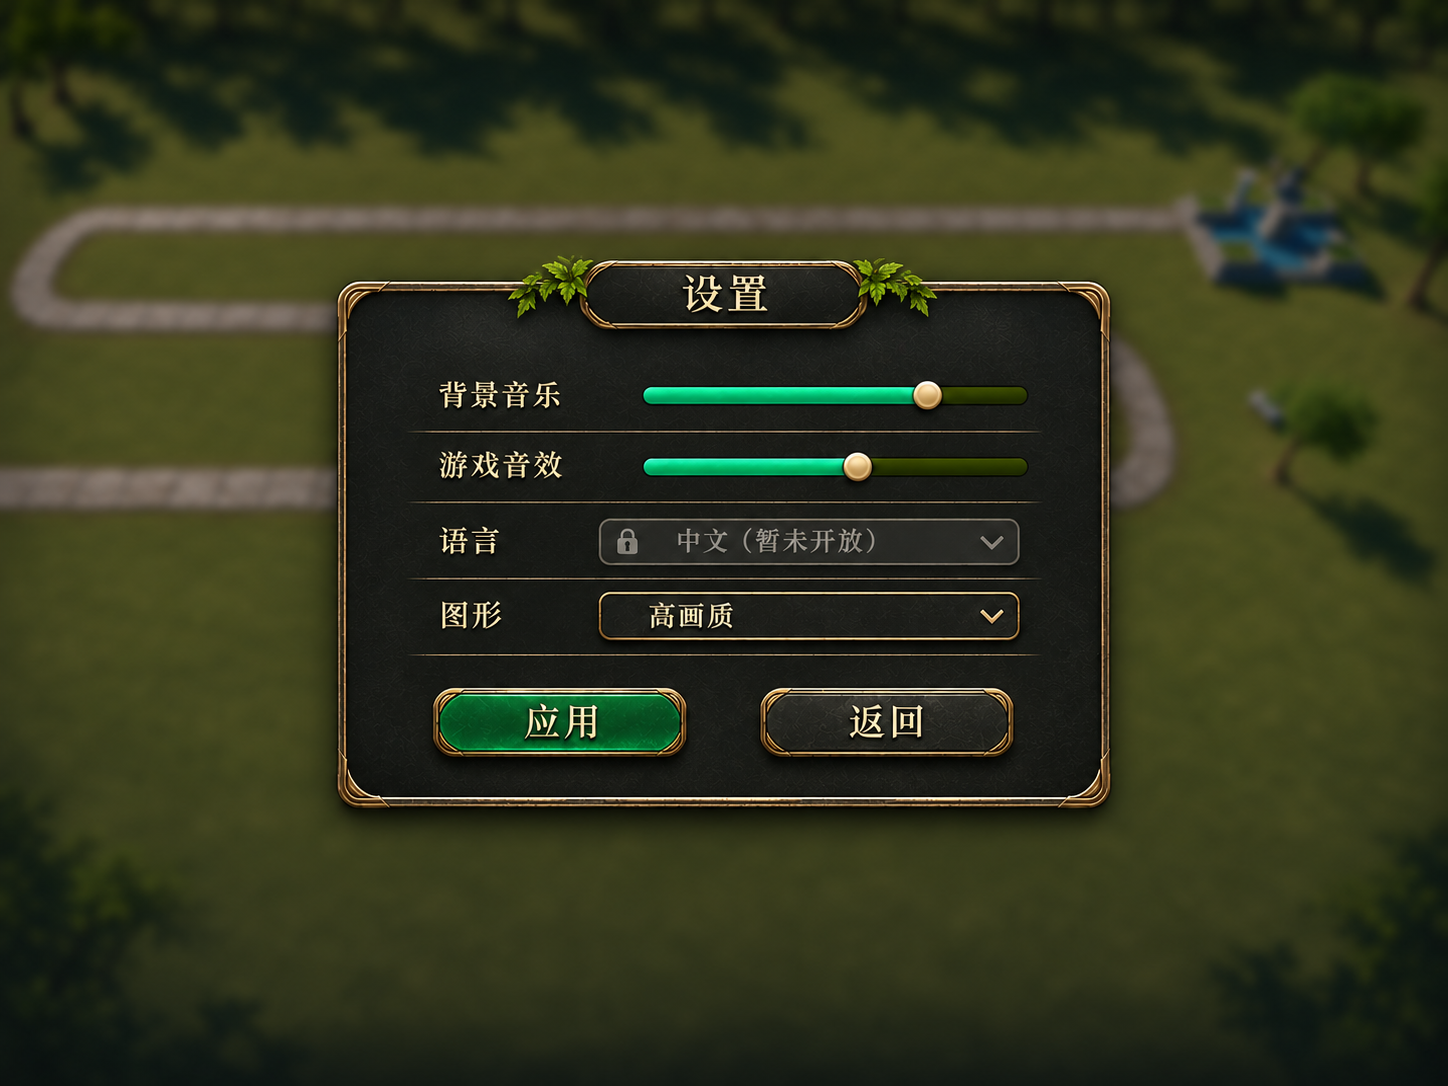 设置
背景音乐
游戏音效
语言
中文（暂未开放）
图形
高画质
应用
返回